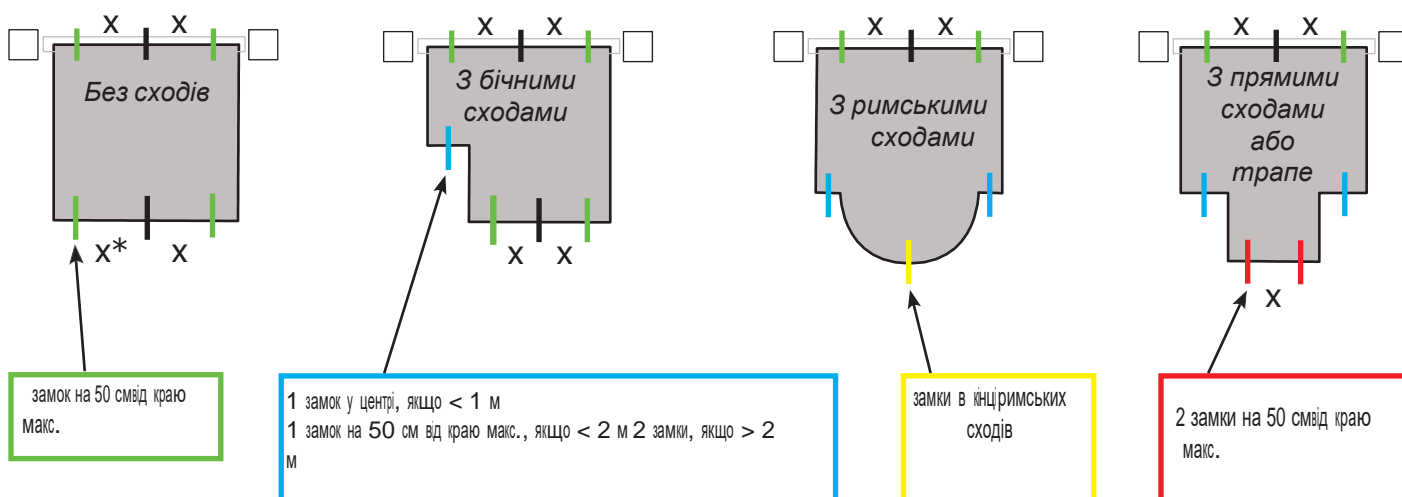 x x
Без сходів
x* x
x x
З бічними
сходами
x x
x x
З римськими
сходами
x x
З прямими
сходами
або
трапе
x
замок на 50 смвід краю
макс.
1 замок у центрі, якщо < 1 м
1 замок на 50 см від краю макс., якщо < 2 м 2 замки, якщо > 2
м
замки в кінціримських
сходів
2 замки на 50 смвід краю
макс.